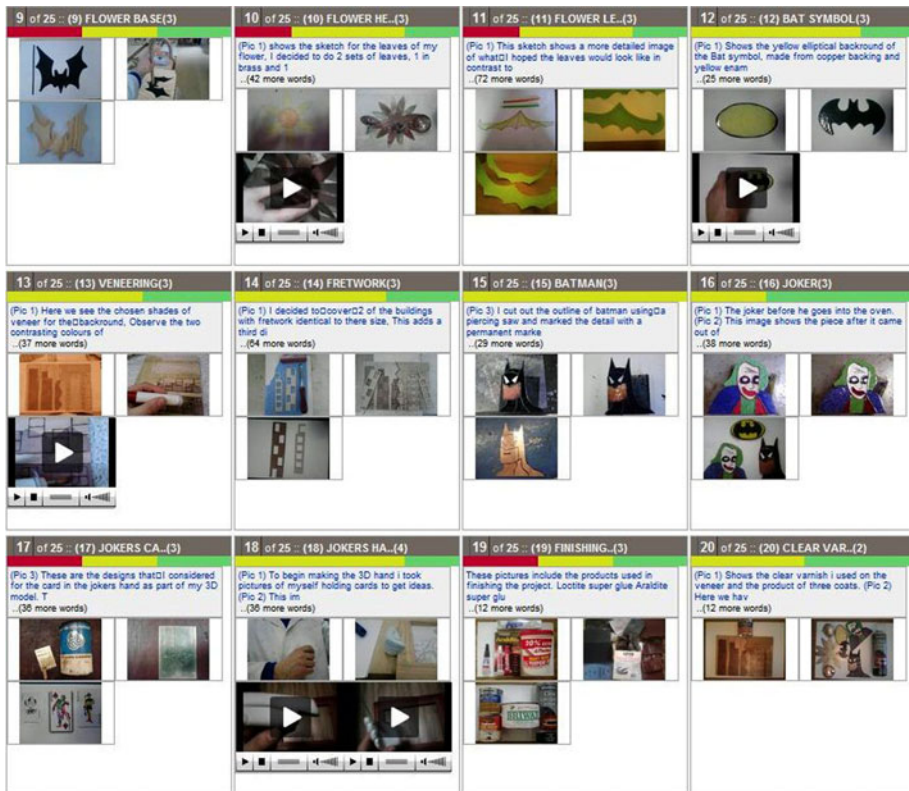 9 of 25 :: (9) FLOWER BASE(3)
10 of 25 :: (10) FLOWER HE..(3)
(Pic 1) shows the sketch for the leaves of my
flower, I decided to do 2 sets of leaves, 1 in
brass and 1
..(42 more words)
11 of 25 :: (11) FLOWER LE..(3)
(Pic 1) This sketch shows a more detailed image
of what□I hoped the leaves would look like in
contrast to
..(72 more words)
12 of 25 :: (12) BAT SYMBOL(3)
(Pic 1) Shows the yellow elliptical backround of
the Bat symbol, made from copper backing and
yellow enam
..(25 more words)
13 of 25 :: (13) VENEERING(3)
(Pic 1) Here we see the chosen shades of
veneer for the□backround, Observe the two
contrasting colours of
..(37 more words)
14 of 25 :: (14) FRETWORK(3)
(Pic 1) I decided to□cover□2 of the buildings
with fretwork identical to there size, This adds a
third di
..(64 more words)
15 of 25 :: (15) BATMAN(3)
(Pic 3) I cut out the outline of batman using□a
piercing saw and marked the detail with a
permanent marke
..(29 more words)
16 of 25 :: (16) JOKER(3)
(Pic 1) The joker before he goes into the oven.
(Pic 2) This image shows the piece after it came
out of
..(38 more words)
17 of 25 :: (17) JOKERS CA..(3)
(Pic 3) These are the designs that□I considered
for the card in the jokers hand as part of my 3D
model. T
..(36 more words)
18 of 25 :: (18) JOKERS HA..(4)
(Pic 1) To begin making the 3D hand i took
pictures of myself holding cards to get ideas.
(Pic 2) This im
..(36 more words)
19 of 25 :: (19) FINISHING..(3)
These pictures include the products used in
finishing the project. Loctite super glue Araldite
super glu
..(12 more words)
20 of 25 :: (20) CLEAR VAR..(2)
(Pic 1) Shows the clear varnish i used on the
veneer and the product of three coats. (Pic 2)
Here we hav
..(12 more words)